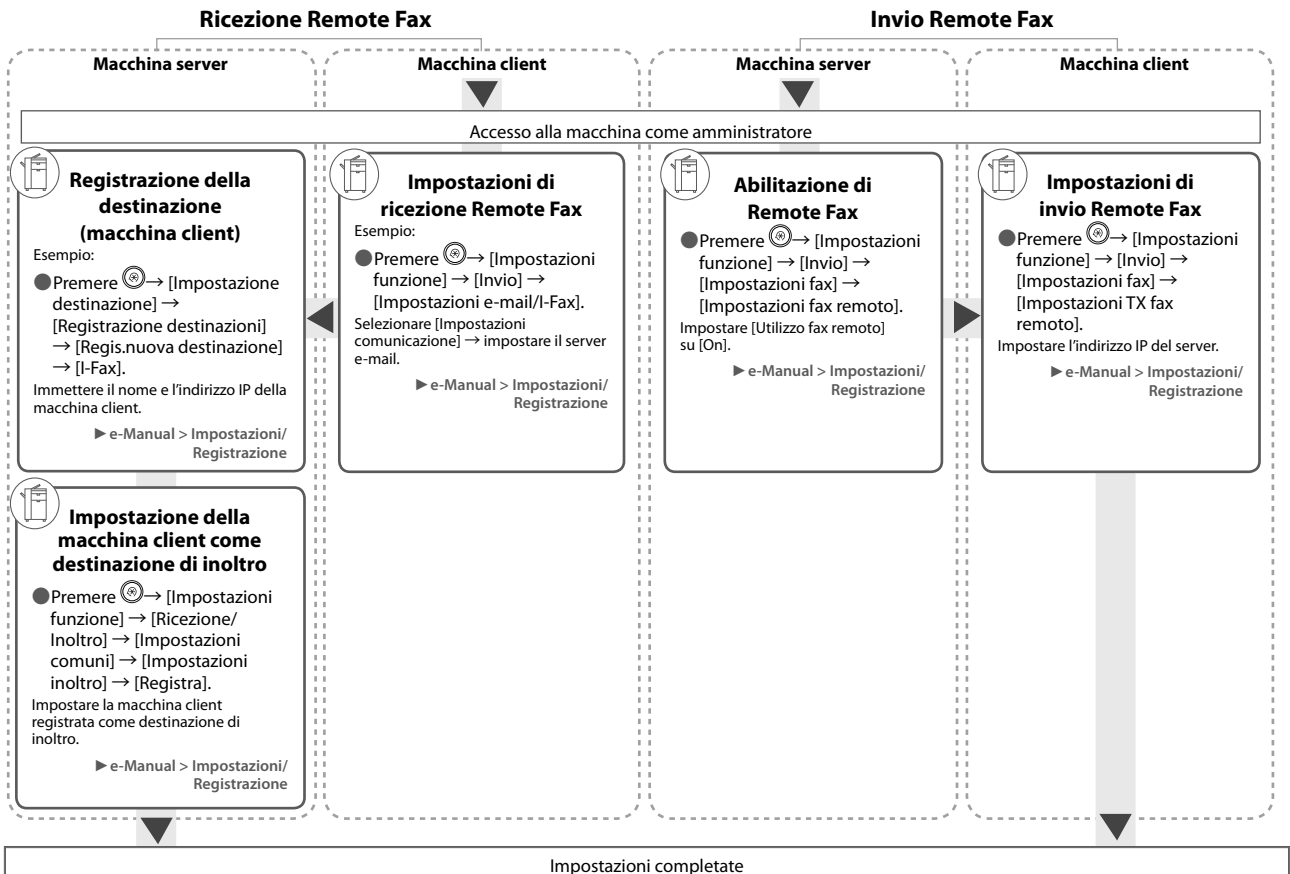 Ricezione Remote Fax
Invio Remote Fax
Macchina server
Macchina client
Macchina server
Macchina client
Accesso alla macchina come amministratore
Registrazione della
destinazione
(macchina client)
Esempio:
●Premere → [Impostazione
destinazione] →
[Registrazione destinazioni]
→ [Regis.nuova destinazione]
→ [I-Fax].
Immettere il nome e l'indirizzo IP della
macchina client.
►e-Manual > Impostazioni/
Registrazione
Impostazione della
macchina client come
destinazione di inoltro
●Premere → [Impostazioni
funzione] → [Ricezione/
Inoltro] → [Impostazioni
comuni] → [Impostazioni
inoltro] → [Registra].
Impostare la macchina client
registrata come destinazione di
inoltro.
►e-Manual > Impostazioni/
Registrazione
Impostazioni di
ricezione Remote Fax
Esempio:
●Premere → [Impostazioni
funzione] → [Invio] →
[Impostazioni e-mail/I-Fax].
Selezionare [Impostazioni
comunicazione] → impostare il server
e-mail.
►e-Manual > Impostazioni/
Registrazione
Abilitazione di
Remote Fax
●Premere → [Impostazioni
funzione] → [Invio] →
[Impostazioni fax] →
[Impostazioni fax remoto].
Impostare [Utilizzo fax remoto]
su [On].
►e-Manual > Impostazioni/
Registrazione
Impostazioni di
invio Remote Fax
●Premere → [Impostazioni
funzione] → [Invio] →
[Impostazioni fax] →
[Impostazioni TX fax
remoto].
Impostare l'indirizzo IP del server.
►e-Manual > Impostazioni/
Registrazione
Impostazioni completate